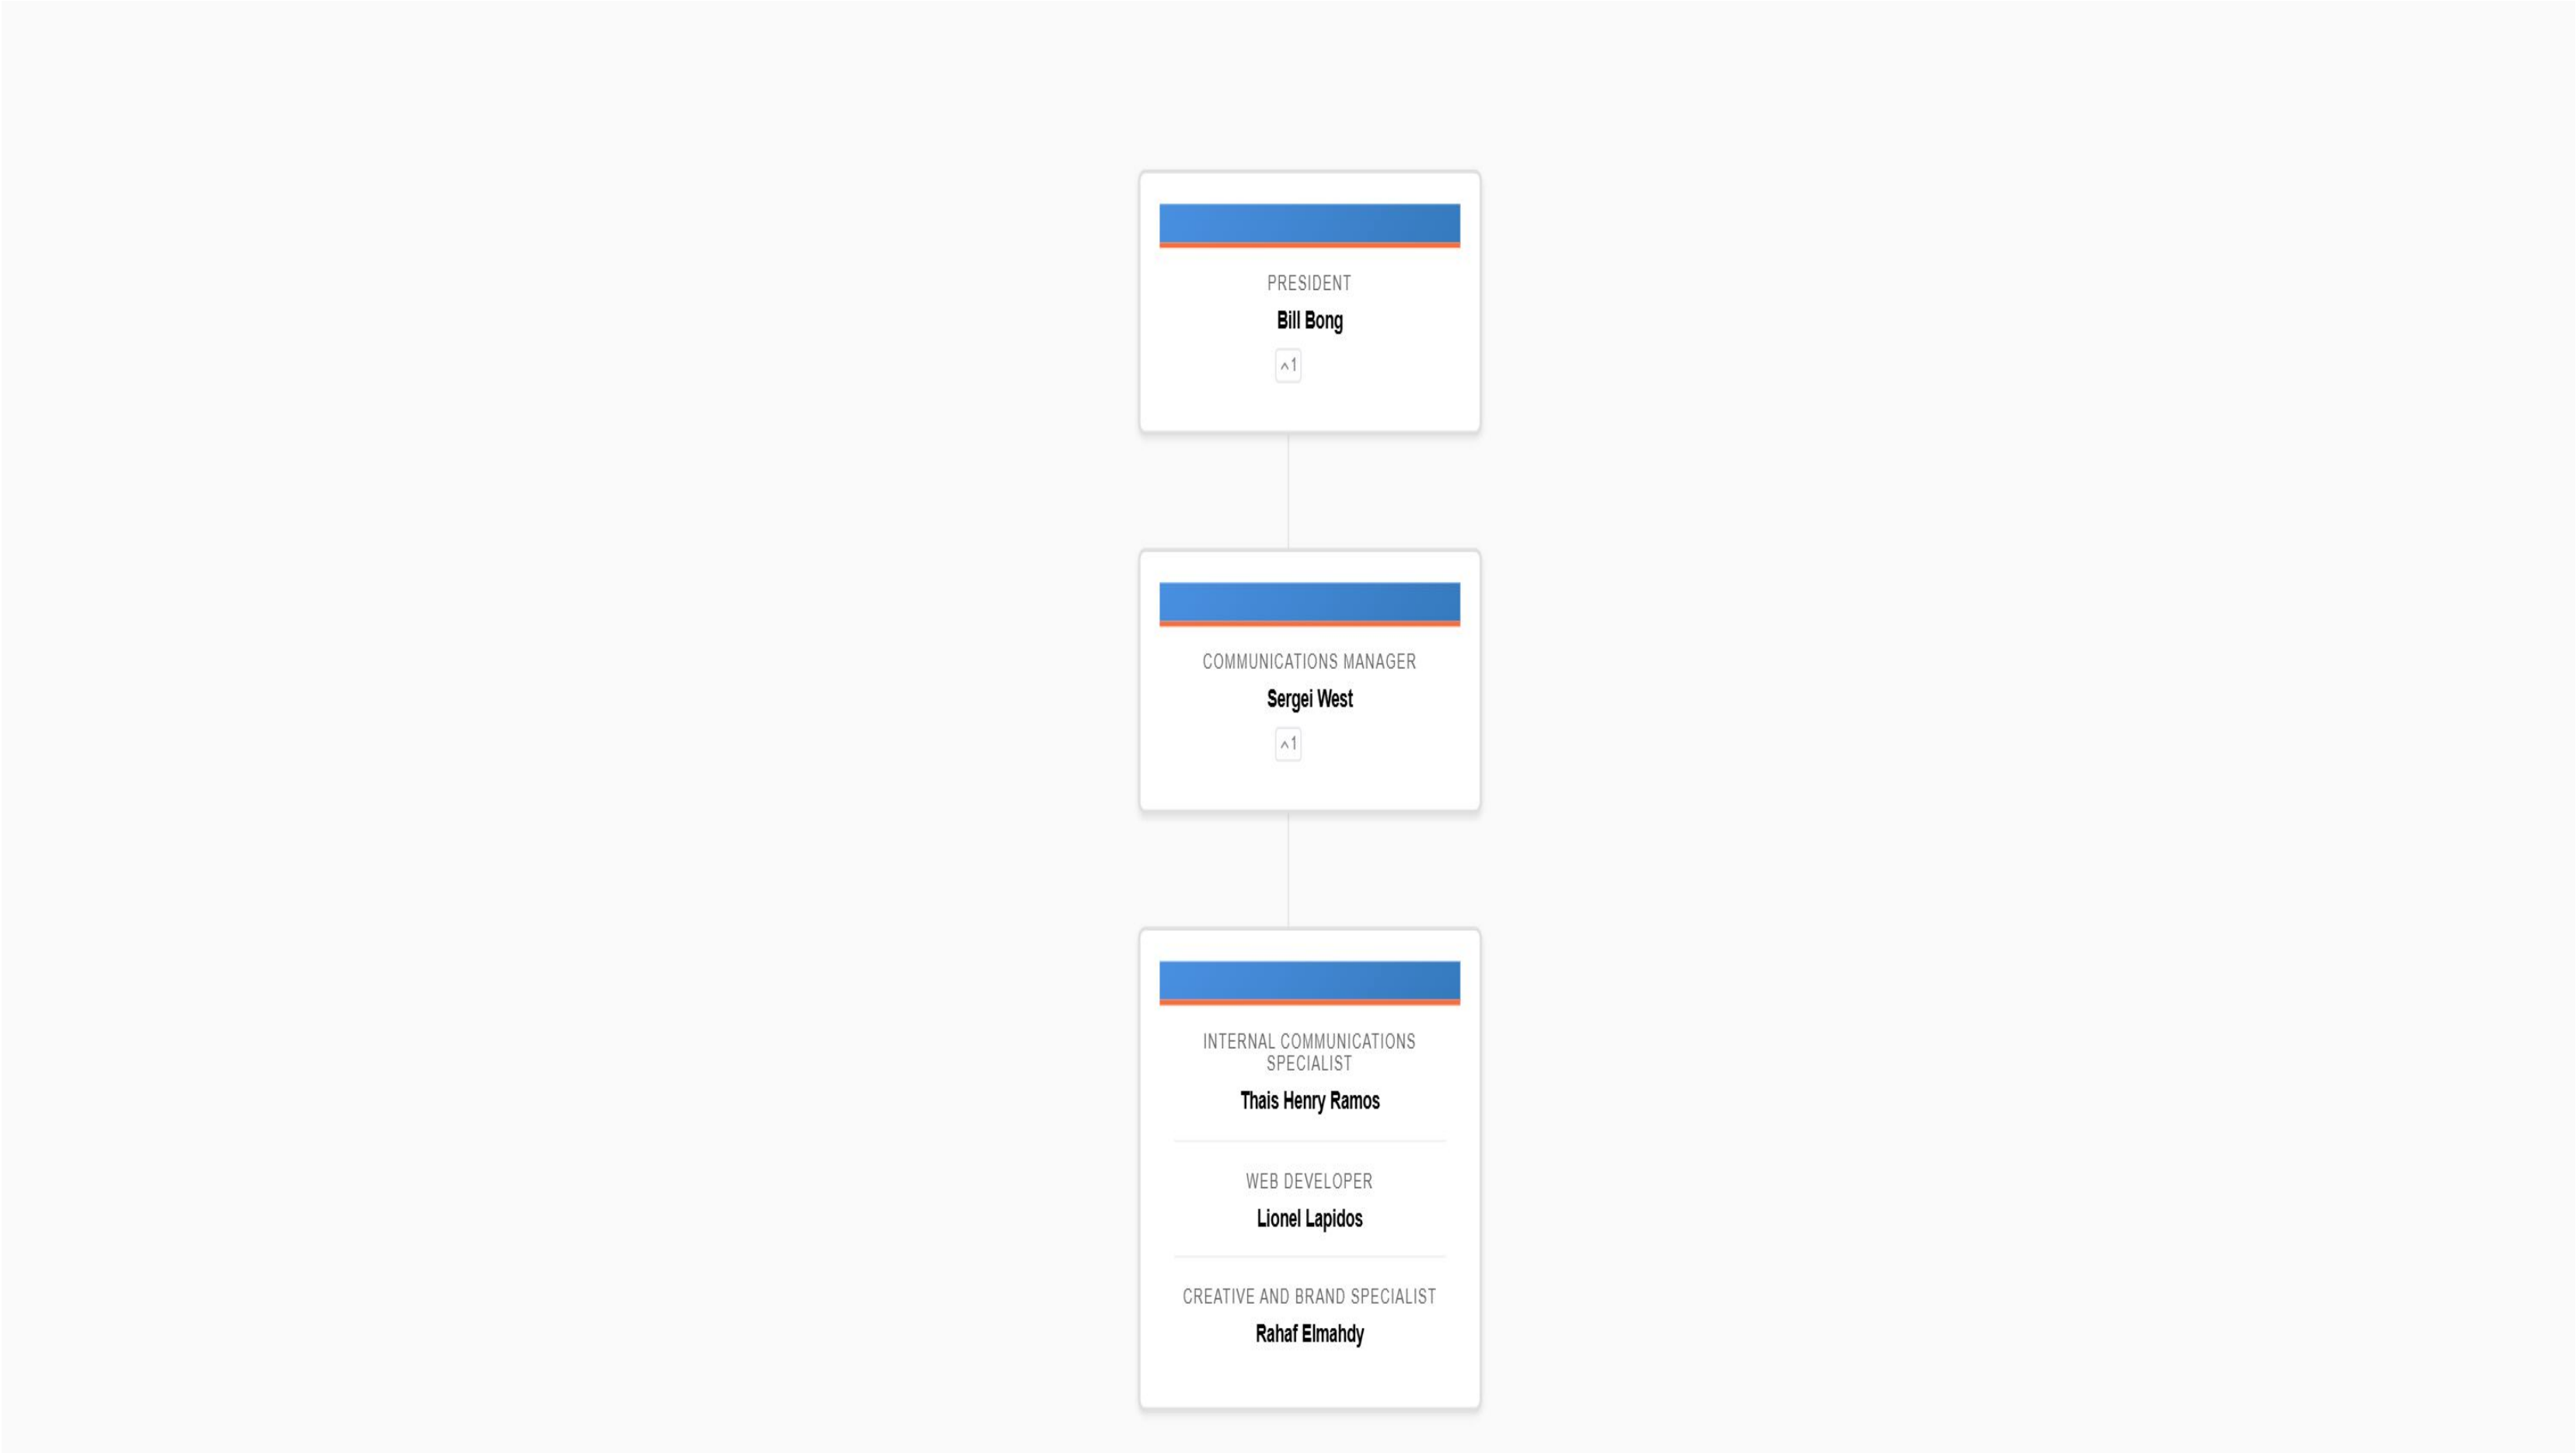 PRESIDENT
Bill Bong
^1
COMMUNICATIONS MANAGER
Sergei West
^1
INTERNAL COMMUNICATIONS
SPECIALIST
Thais Henry Ramos
WEB DEVELOPER
Lionel Lapidos
CREATIVE AND BRAND SPECIALIST
Rahaf Elmahdy